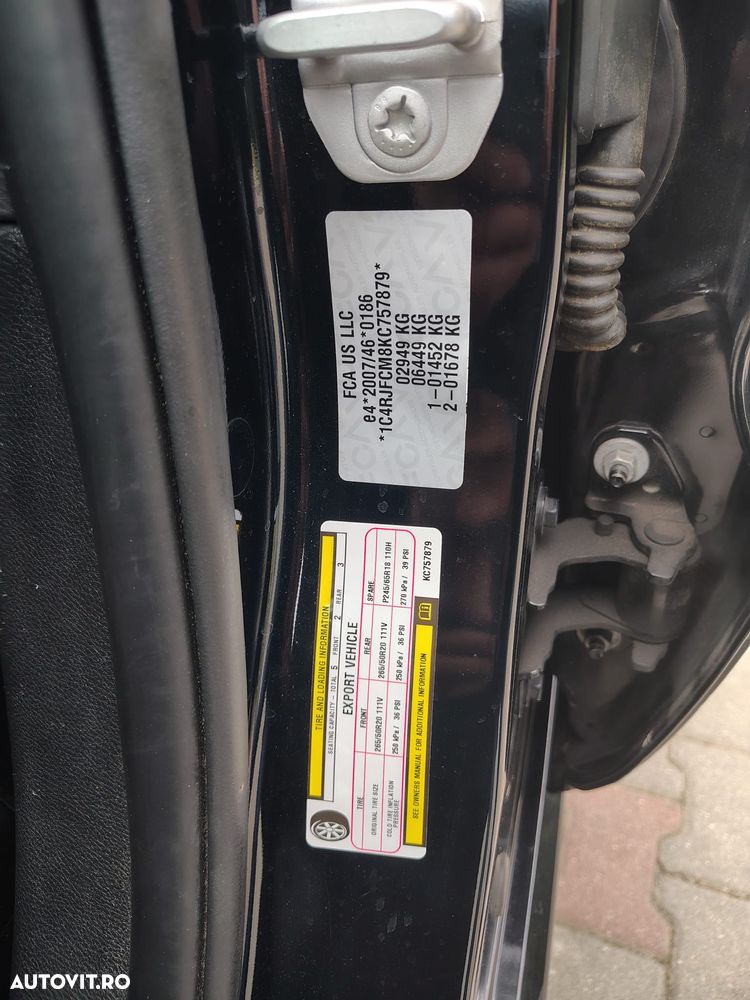 FCA US LLC
e4*2007/46*0186
*1C4RJFCM8KC757879*
02949 KG
06449 KG
1-01452 KG
2-01678 KG
TIRE AND LOADING INFORMATION
SEATING CAPACITY - TOTAL 5 FRONT 2 REAR 3
EXPORT VEHICLE
TIRE FRONT REAR SPARE
ORIGINAL TIRE SIZE 265/50R20 111V 265/50R20 111V P245/65R18 110H
COLD TIRE INFLATION PRESSURE 250 kPa / 36 PSI 250 kPa / 36 PSI 270 kPa / 39 PSI
SEE OWNERS MANUAL FOR ADDITIONAL INFORMATION
KC757879
AUTOVIT.RO